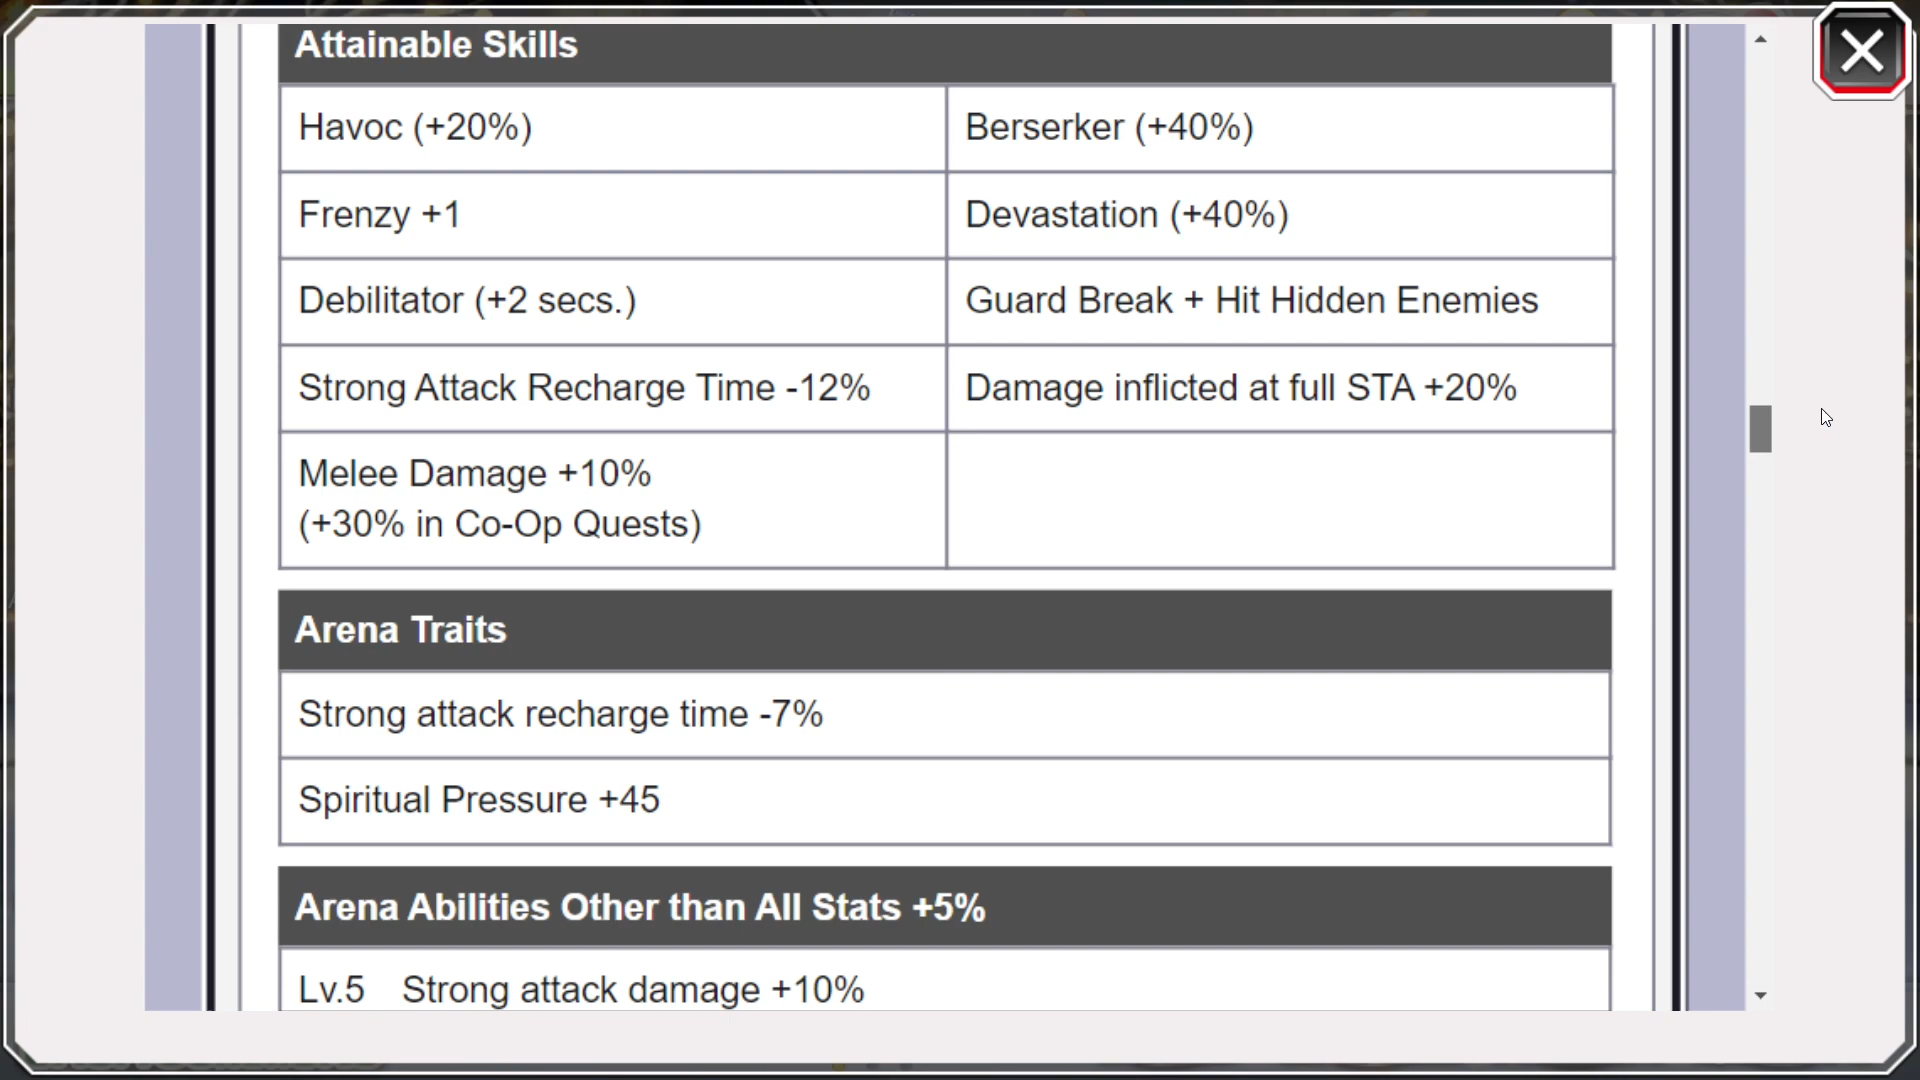 Attainable Skills
Havoc (+20%)
Berserker (+40%)
Frenzy +1
Devastation (+40%)
Debilitator (+2 secs.)
Guard Break + Hit Hidden Enemies
Strong Attack Recharge Time -12%
Damage inflicted at full STA +20%
Melee Damage +10%
(+30% in Co-Op Quests)
Arena Traits
Strong attack recharge time -7%
Spiritual Pressure +45
Arena Abilities Other than All Stats +5%
Lv.5 Strong attack damage +10%